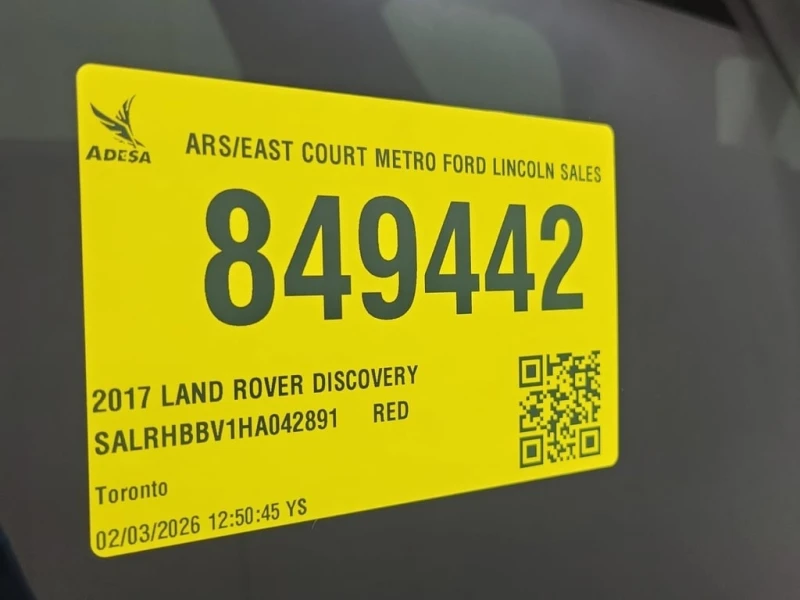 ADESA
ARS/EAST COURT METRO FORD LINCOLN SALES
849442
2017 LAND ROVER DISCOVERY
SALRHBBV1HA042891 RED
Toronto
02/03/2026 12:50:45 YS